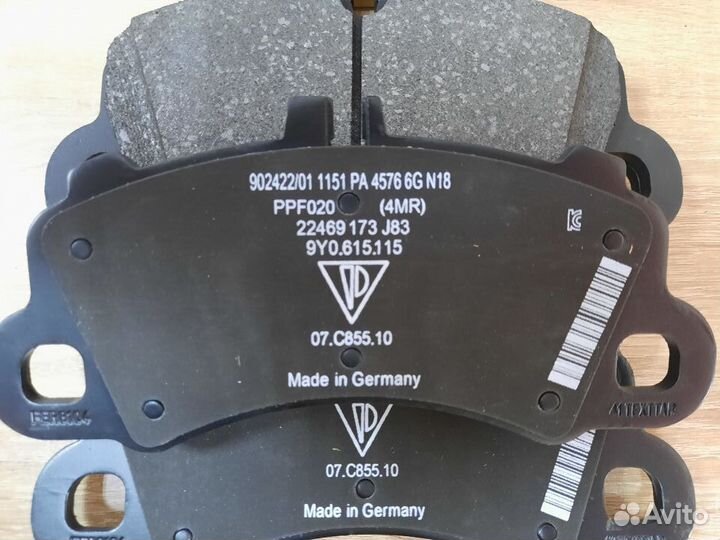 902422/01 1151 PA 4576 6G N18
PPF020 (4MR)
22469 173 J83
9Y0.615.115
07.C855.10
Made in Germany
07.C855.10
Made in Germany
Avito